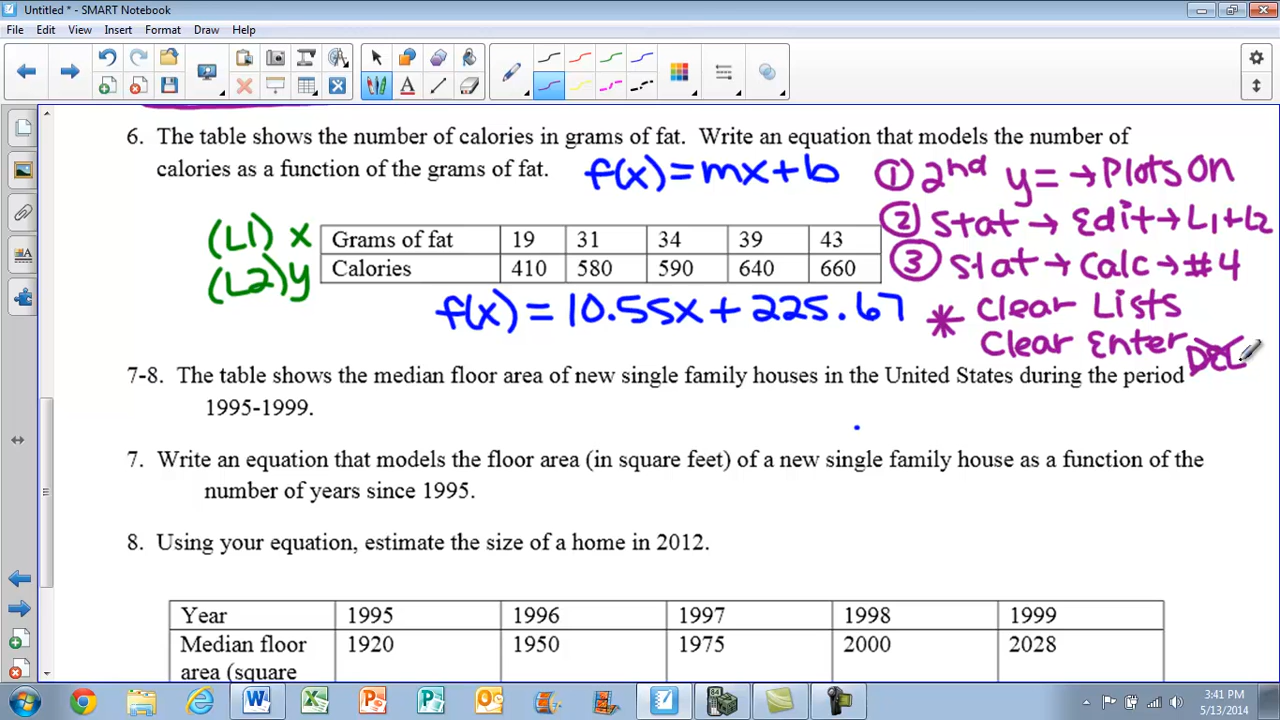 Untitled * - SMART Notebook
File Edit View Insert Format Draw Help
6. The table shows the number of calories in grams of fat. Write an equation that models the number of
calories as a function of the grams of fat. f(x)=mx+b
① 2nd y= → Plots On
② Stat → Edit → L1+L2
③ Stat → Calc → #4
* Clear Lists
Clear Enter DEL
(L1) x Grams of fat 19 31 34 39 43
(L2) y Calories 410 580 590 640 660
f(x) = 10.55x + 225.67
7-8. The table shows the median floor area of new single family houses in the United States during the period
1995-1999.
7. Write an equation that models the floor area (in square feet) of a new single family house as a function of the
number of years since 1995.
8. Using your equation, estimate the size of a home in 2012.
Year 1995 1996 1997 1998 1999
Median floor 1920 1950 1975 2000 2028
area (square
3:41 PM
5/13/2014